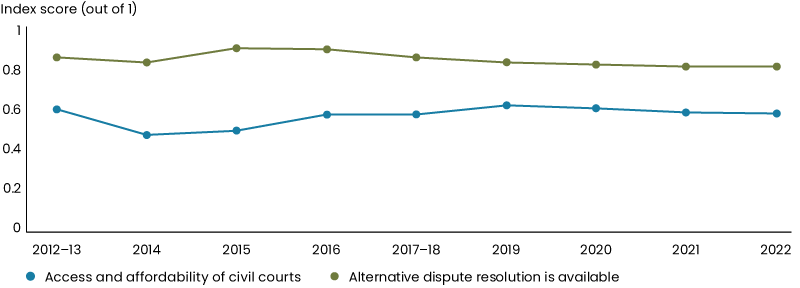 Index score (out of 1)
1
0.8
0.6
0.4
0.2
0
2012–13 2014 2015 2016 2017–18 2019 2020 2021 2022
Access and affordability of civil courts Alternative dispute resolution is available